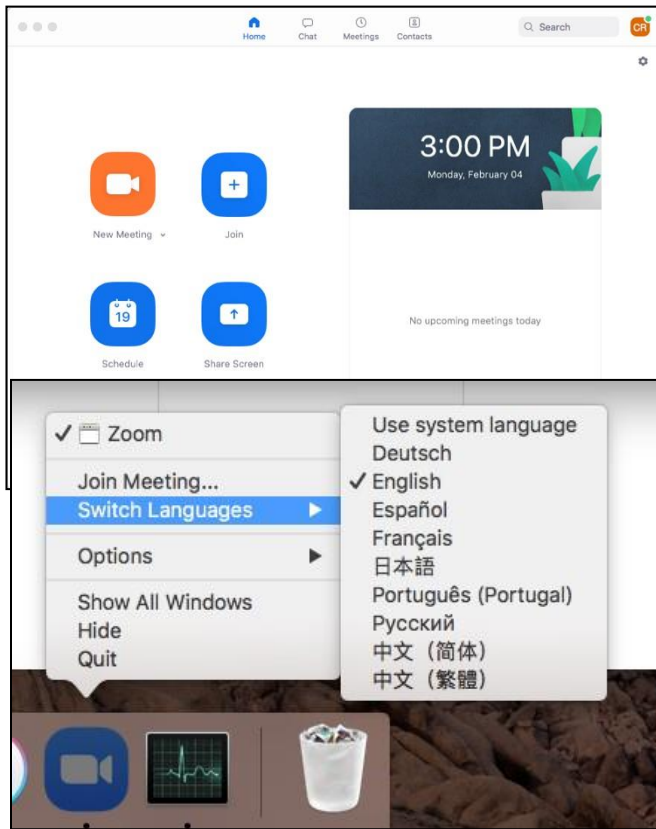 Home
Chat
Meetings
Contacts
Search
CR
3:00 PM
Monday, February 04
New Meeting
Join
19
Schedule
Share Screen
No upcoming meetings today
Zoom
Join Meeting...
Switch Languages
Options
Show All Windows
Hide
Quit
Use system language
Deutsch
English
Español
Français
日本語
Português (Portugal)
Русский
中文（简体）
中文（繁體）